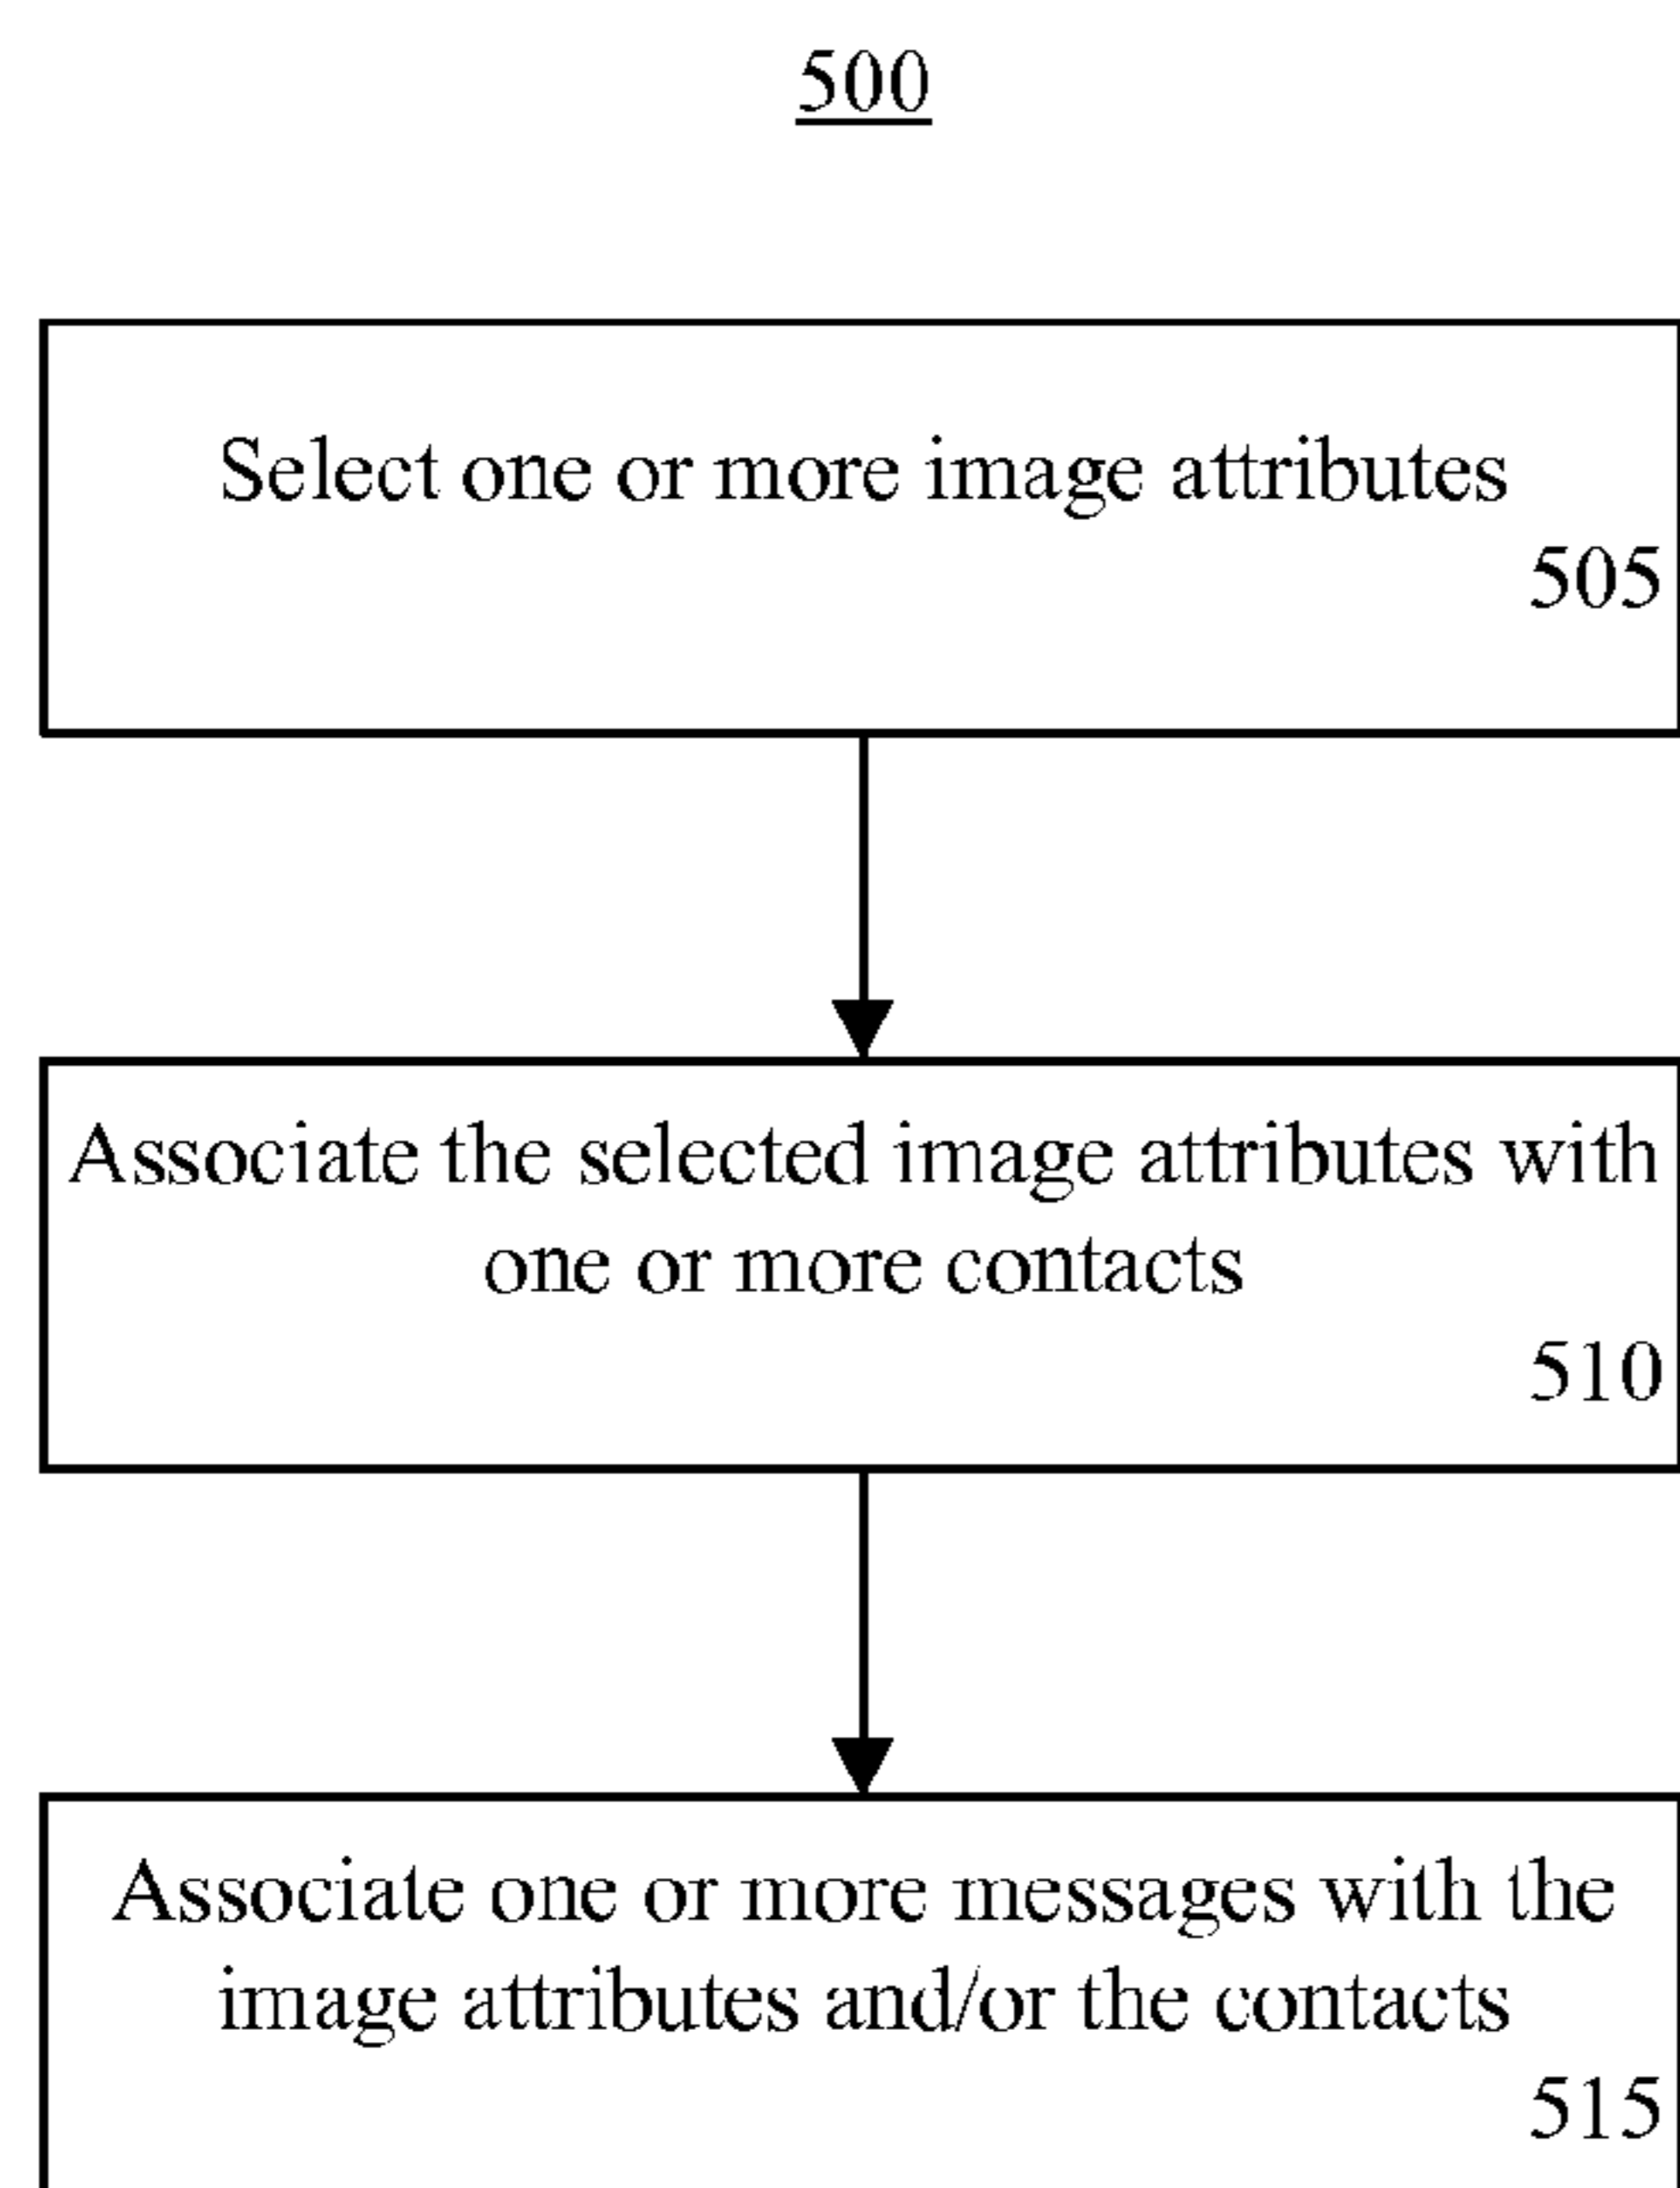 500
Select one or more image attributes
505
Associate the selected image attributes with
one or more contacts
510
Associate one or more messages with the
image attributes and/or the contacts
515